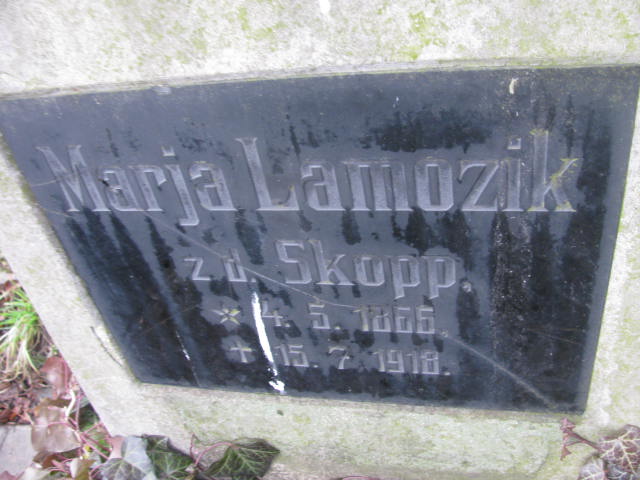 Marja Lamozik
z d. Skopp.
* 4. 5. 1866.
+ 15. 7. 1918.